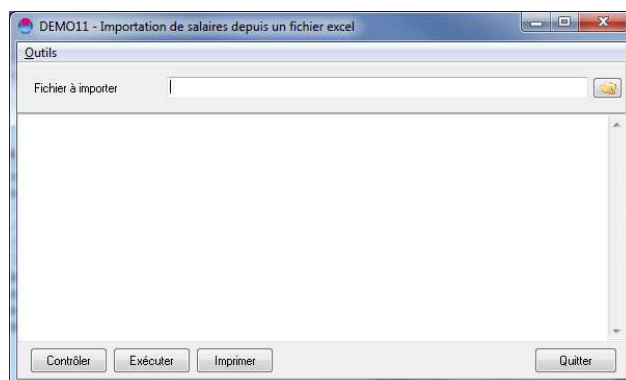 DEMO11 - Importation de salaires depuis un fichier excel
Outils
Fichier à importer
Contrôler Exécuter Imprimer Quitter